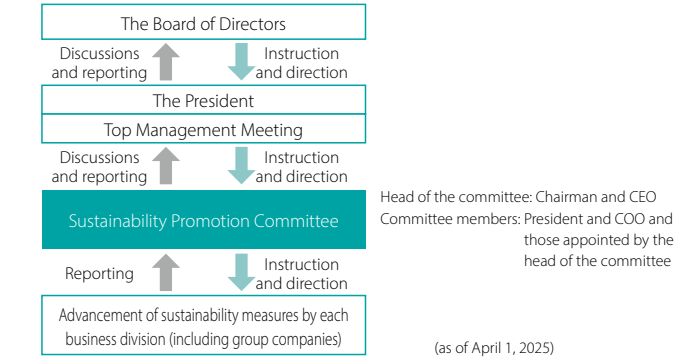 The Board of Directors
Discussions
and reporting
Instruction
and direction
The President
Top Management Meeting
Discussions
and reporting
Instruction
and direction
Sustainability Promotion Committee
Head of the committee: Chairman and CEO
Committee members: President and COO and
those appointed by the
head of the committee
Reporting
Instruction
and direction
Advancement of sustainability measures by each
business division (including group companies)
(as of April 1, 2025)